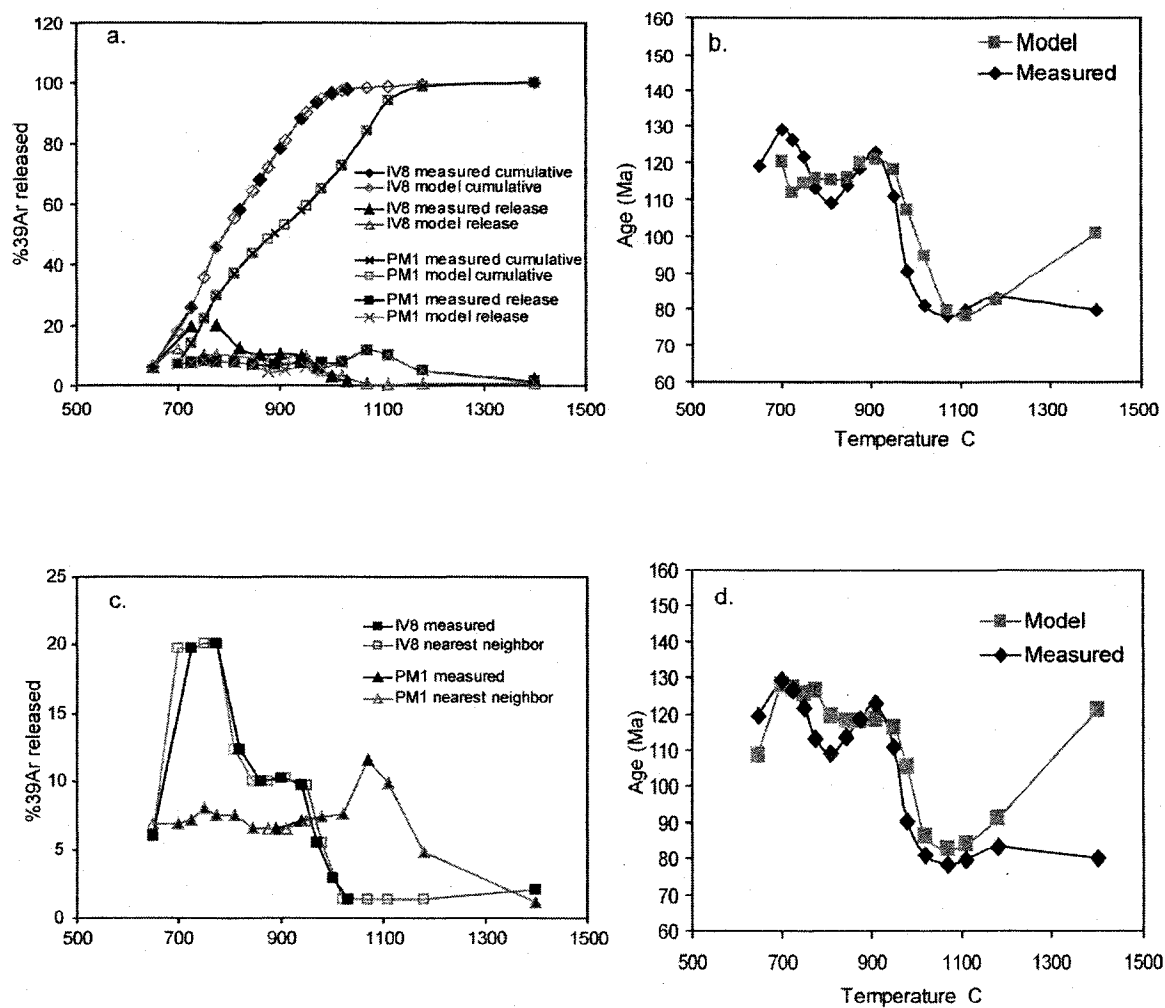 a.
120
100
80
60
40
20
0
%39Ar released
500
700
900
1100
1300
1500
IV8 measured cumulative
IV8 model cumulative
IV8 measured release
IV8 model release
PM1 measured cumulative
PM1 model cumulative
PM1 measured release
PM1 model release
b.
160
150
140
130
120
110
100
90
80
70
60
Age (Ma)
500
700
900
1100
1300
1500
Temperature C
Model
Measured
c.
25
20
15
10
5
0
%39Ar released
500
700
900
1100
1300
1500
IV8 measured
IV8 nearest neighbor
PM1 measured
PM1 nearest neighbor
d.
160
150
140
130
120
110
100
90
80
70
60
Age (Ma)
500
700
900
1100
1300
1500
Temperature C
Model
Measured